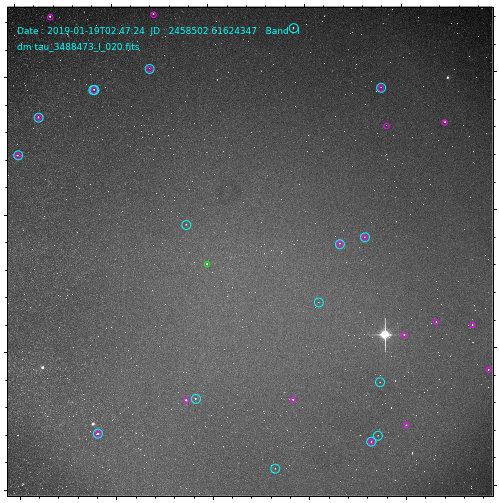 Date : 2019-01-19T02:47:24 JD : 2458502.61624347 Band I
dm tau_3488473_I_020.fits